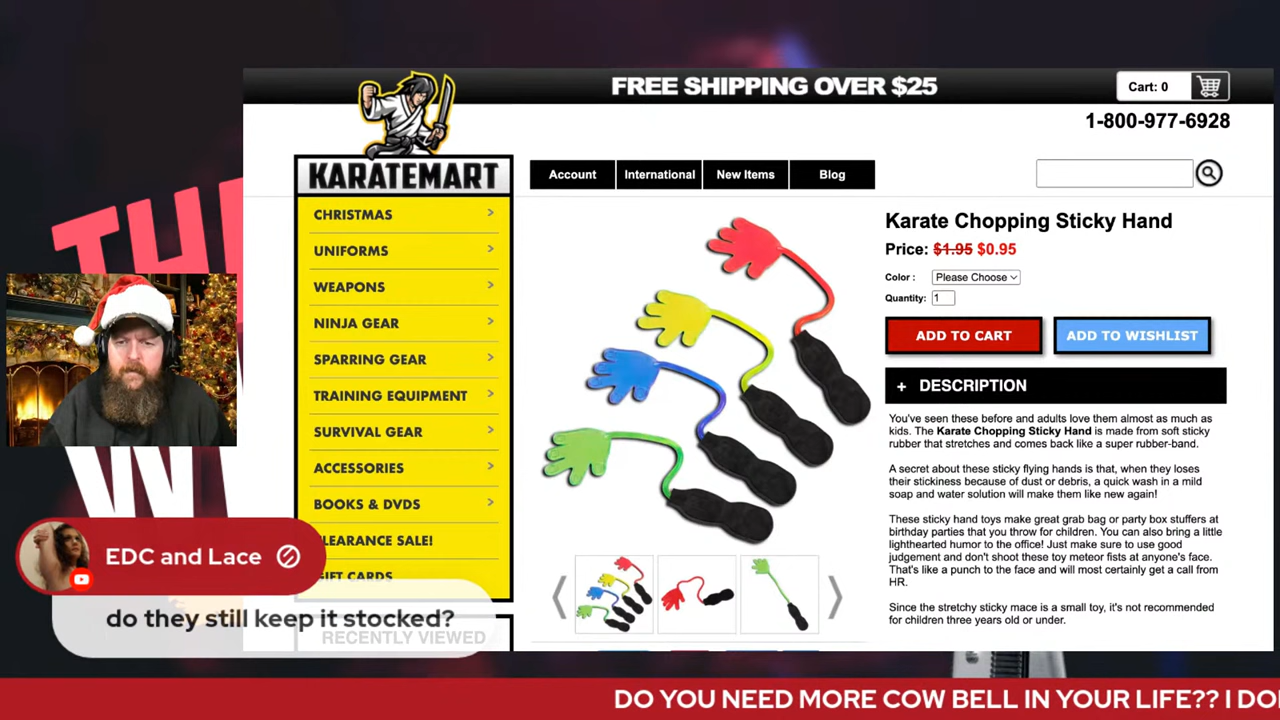 FREE SHIPPING OVER $25
Cart: 0
1-800-977-6928
KARATEMART
Account
International
New Items
Blog
CHRISTMAS
UNIFORMS
WEAPONS
NINJA GEAR
SPARRING GEAR
TRAINING EQUIPMENT
SURVIVAL GEAR
ACCESSORIES
BOOKS & DVDS
LEARANCE SALE!
GIFT CARDS
RECENTLY VIEWED
Karate Chopping Sticky Hand
Price: $1.95 $0.95
Color : Please Choose
Quantity: 1
ADD TO CART
ADD TO WISHLIST
+ DESCRIPTION
You've seen these before and adults love them almost as much as
kids. The Karate Chopping Sticky Hand is made from soft sticky
rubber that stretches and comes back like a super rubber-band.
A secret about these sticky flying hands is that, when they loses
their stickiness because of dust or debris, a quick wash in a mild
soap and water solution will make them like new again!
These sticky hand toys make great grab bag or party box stuffers at
birthday parties that you throw for children. You can also bring a little
lighthearted humor to the office! Just make sure to use good
judgement and don't shoot these toy meteor fists at anyone's face.
That's like a punch to the face and will most certainly get a call from
HR.
Since the stretchy sticky mace is a small toy, it's not recommended
for children three years old or under.
EDC and Lace
do they still keep it stocked?
DO YOU NEED MORE COW BELL IN YOUR LIFE?? I DO